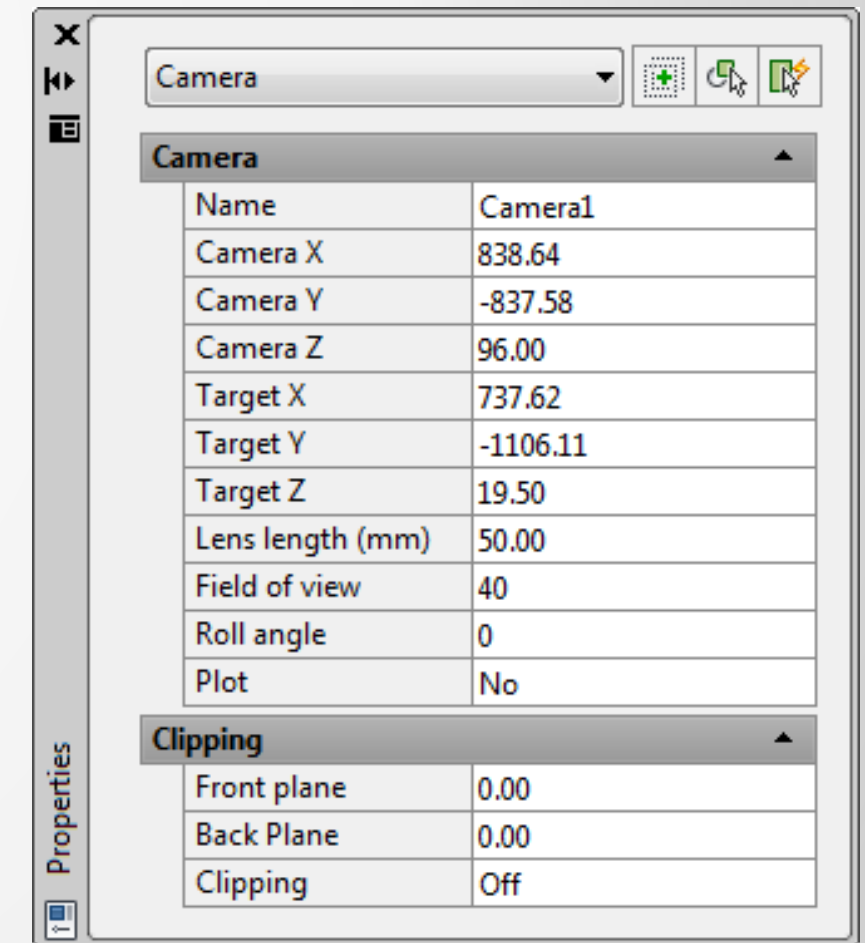 Camera
Camera
Name Camera1
Camera X 838.64
Camera Y -837.58
Camera Z 96.00
Target X 737.62
Target Y -1106.11
Target Z 19.50
Lens length (mm) 50.00
Field of view 40
Roll angle 0
Plot No
Clipping
Front plane 0.00
Back Plane 0.00
Clipping Off
Properties